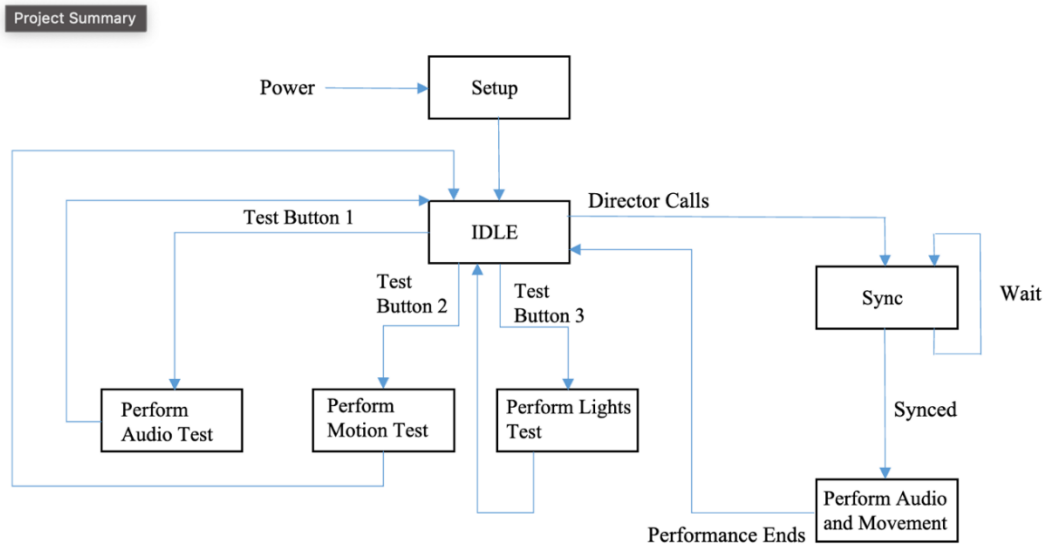 Project Summary
Power
Setup
Director Calls
Test Button 1
IDLE
Test
Button 2
Test
Button 3
Sync
Wait
Perform
Audio Test
Perform
Motion Test
Perform Lights
Test
Synced
Perform Audio
and Movement
Performance Ends